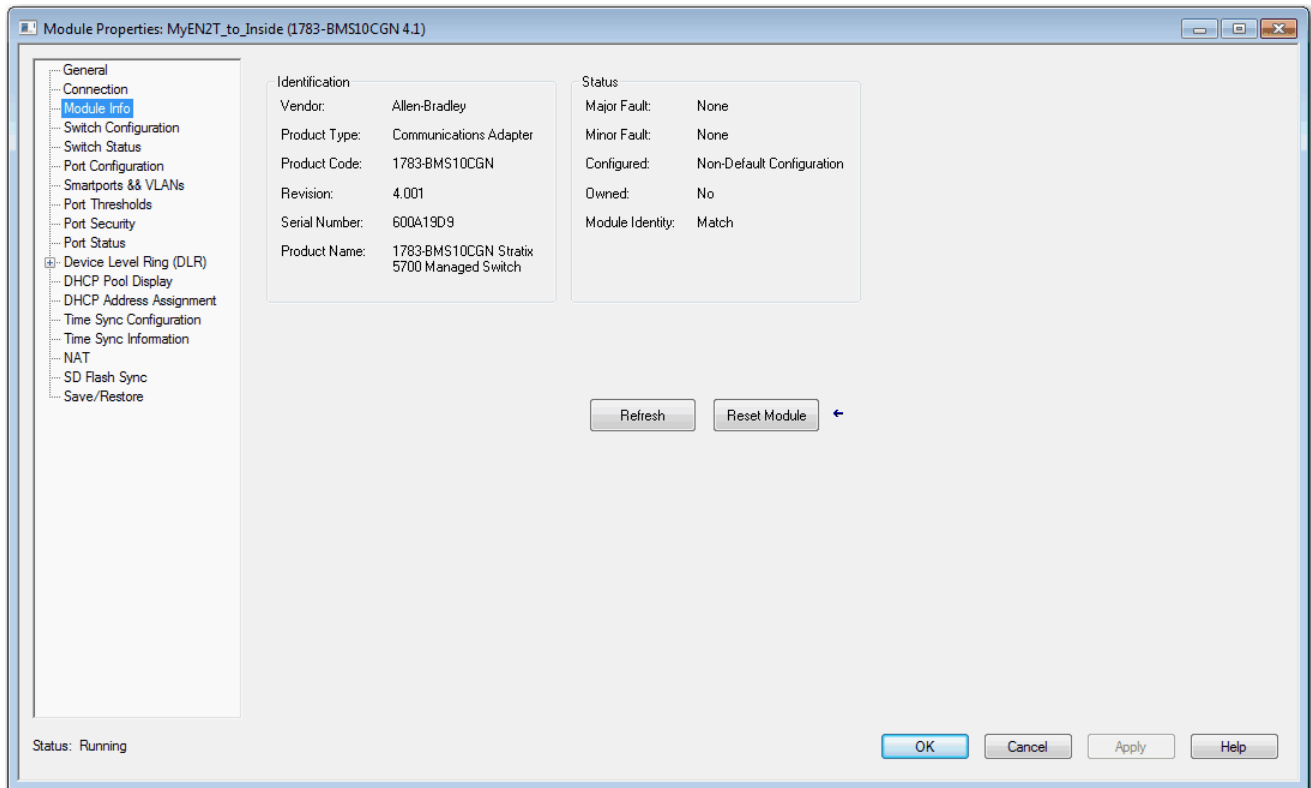 Module Properties: MyEN2T_to_Inside (1783-BMS10CGN 4.1)
General
Connection
Module Info
Switch Configuration
Switch Status
Port Configuration
Smartports && VLANs
Port Thresholds
Port Security
Port Status
Device Level Ring (DLR)
DHCP Pool Display
DHCP Address Assignment
Time Sync Configuration
Time Sync Information
NAT
SD Flash Sync
Save/Restore
Identification
Vendor: Allen-Bradley
Product Type: Communications Adapter
Product Code: 1783-BMS10CGN
Revision: 4.001
Serial Number: 600A19D9
Product Name: 1783-BMS10CGN Stratix
5700 Managed Switch
Status
Major Fault: None
Minor Fault: None
Configured: Non-Default Configuration
Owned: No
Module Identity: Match
Refresh Reset Module
Status: Running
OK Cancel Apply Help